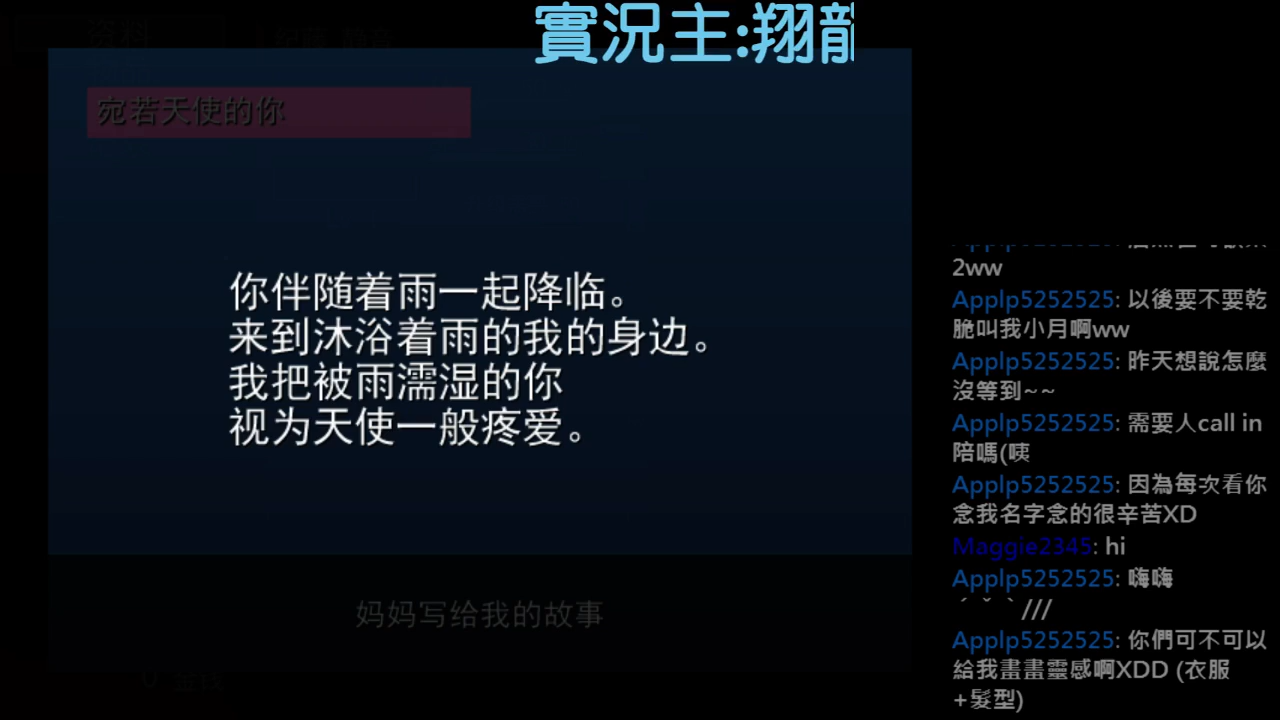 實況主:翔龍
宛若天使的你
你伴随着雨一起降临。
来到沐浴着雨的我的身边。
我把被雨濡湿的你
视为天使一般疼爱。
妈妈写给我的故事
2ww
Applp5252525: 以後要不要乾
脆叫我小月啊ww
Applp5252525: 昨天想說怎麼
沒等到~~
Applp5252525: 需要人call in
陪嗎(咦
Applp5252525: 因為每次看你
念我名字念的很辛苦XD
Maggie2345: hi
Applp5252525: 嗨嗨
ˊˇˋ///
Applp5252525: 你們可不可以
給我畫畫靈感啊XDD (衣服
+髮型)